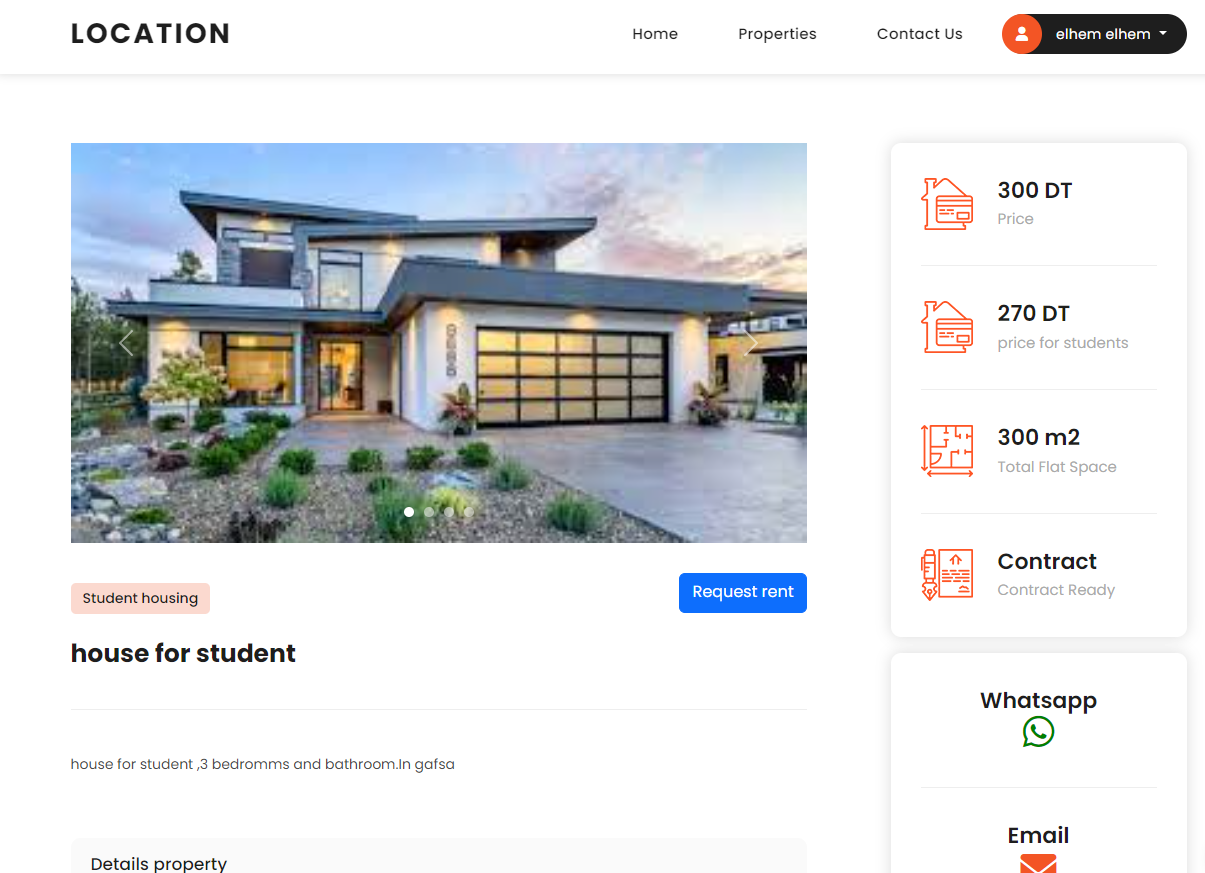 LOCATION
Home
Properties
Contact Us
elhem elhem
300 DT
Price
270 DT
price for students
300 m2
Total Flat Space
Contract
Contract Ready
Student housing
Request rent
house for student
house for student ,3 bedromms and bathroom.In gafsa
Details property
Whatsapp
Email